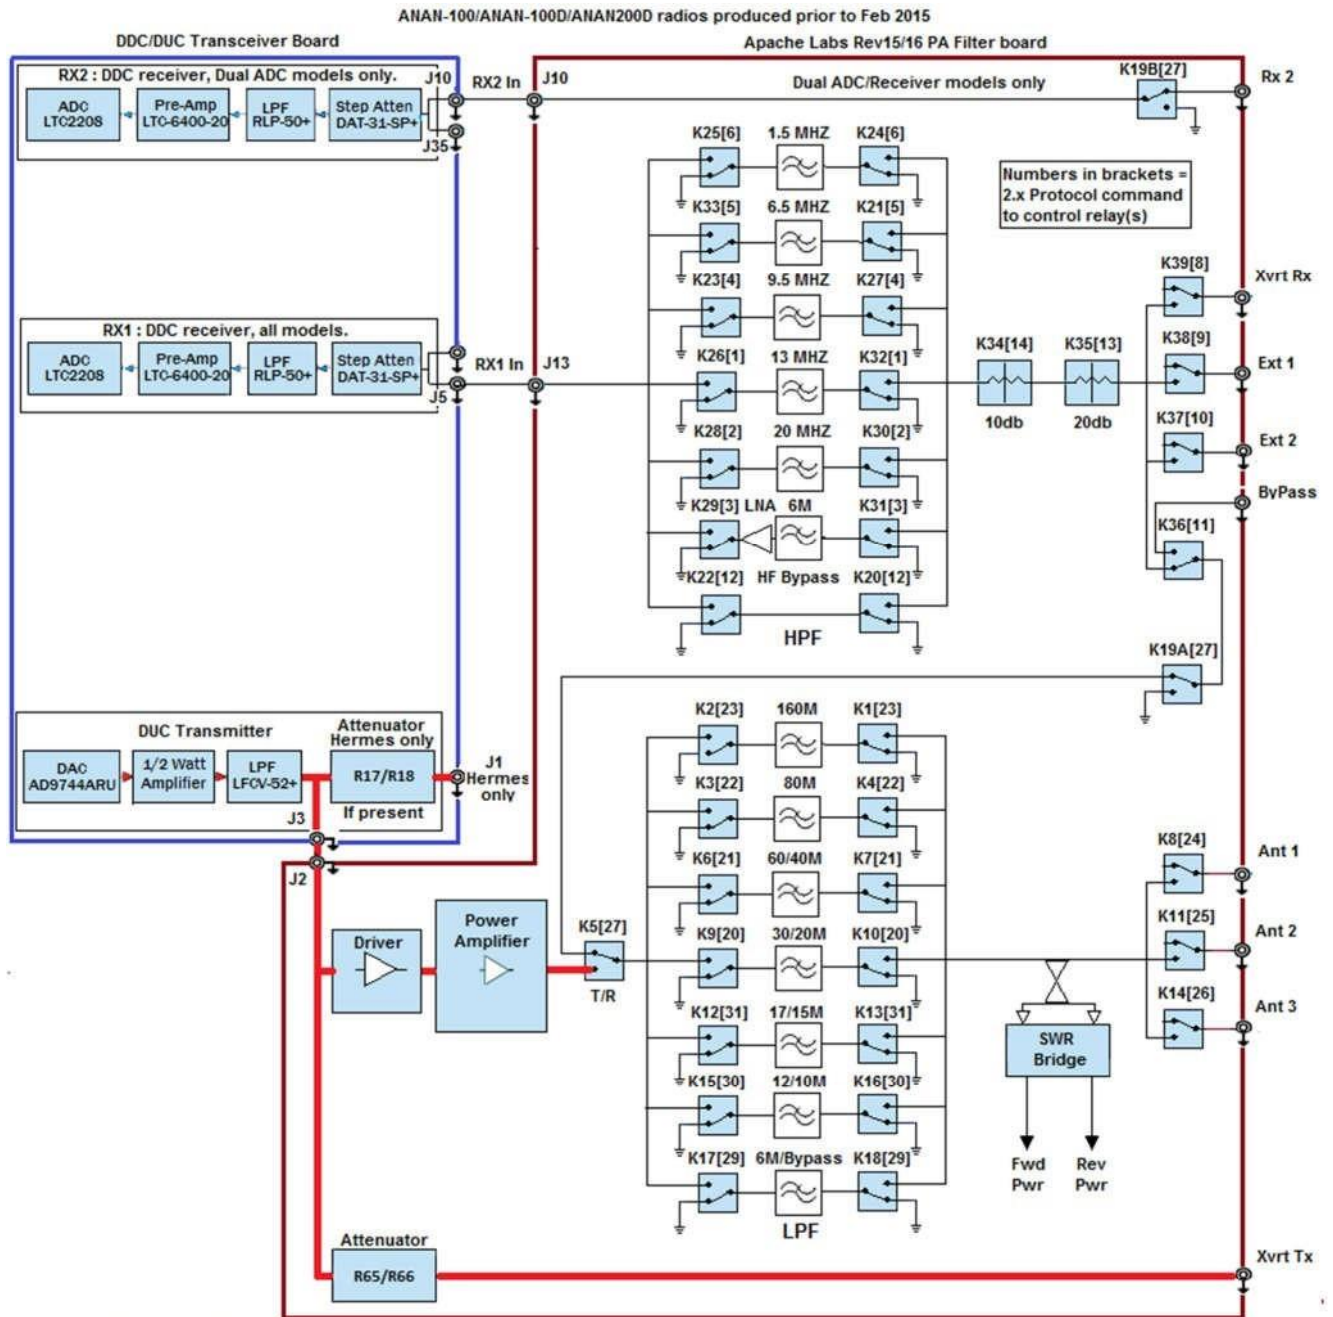 ANAN-100/ANAN-100D/ANAN200D radios produced prior to Feb 2015
DDC/DUC Transceiver Board
Apache Labs Rev15/16 PA Filter board
RX2 : DDC receiver, Dual ADC models only.
J10
RX2 In
J10
Dual ADC/Receiver models only
K19B[27]
Rx 2
ADC
LTC2208
Pre-Amp
LTC-6400-20
LPF
RLP-50+
Step Atten
DAT-31-SP+
J35
K25[6]
1.5 MHZ
K24[6]
Numbers in brackets =
2.x Protocol command
to control relay(s)
K33[5]
6.5 MHZ
K21[5]
K23[4]
9.5 MHZ
K27[4]
K39[8]
Xvrt Rx
RX1 : DDC receiver, all models.
ADC
LTC2208
Pre-Amp
LTC-6400-20
LPF
RLP-50+
Step Atten
DAT-31-SP+
J5
RX1 In
J13
K26[1]
13 MHZ
K32[1]
K34[14]
10db
K35[13]
20db
K38[9]
Ext 1
K28[2]
20 MHZ
K30[2]
K37[10]
Ext 2
K29[3]
LNA
6M
K31[3]
ByPass
K36[11]
K22[12]
HF Bypass
K20[12]
HPF
K19A[27]
DUC Transmitter
Attenuator
Hermes only
DAC
AD9744ARU
1/2 Watt
Amplifier
LPF
LFCV-52+
R17/R18
If present
J1
Hermes
only
J3
J2
K2[23]
160M
K1[23]
K3[22]
80M
K4[22]
K6[21]
60/40M
K7[21]
K8[24]
Ant 1
Driver
Power
Amplifier
K5[27]
T/R
K9[20]
30/20M
K10[20]
K11[25]
Ant 2
K12[31]
17/15M
K13[31]
K14[26]
Ant 3
SWR
Bridge
K15[30]
12/10M
K16[30]
Fwd
Pwr
Rev
Pwr
K17[29]
6M/Bypass
K18[29]
LPF
Attenuator
R65/R66
Xvrt Tx